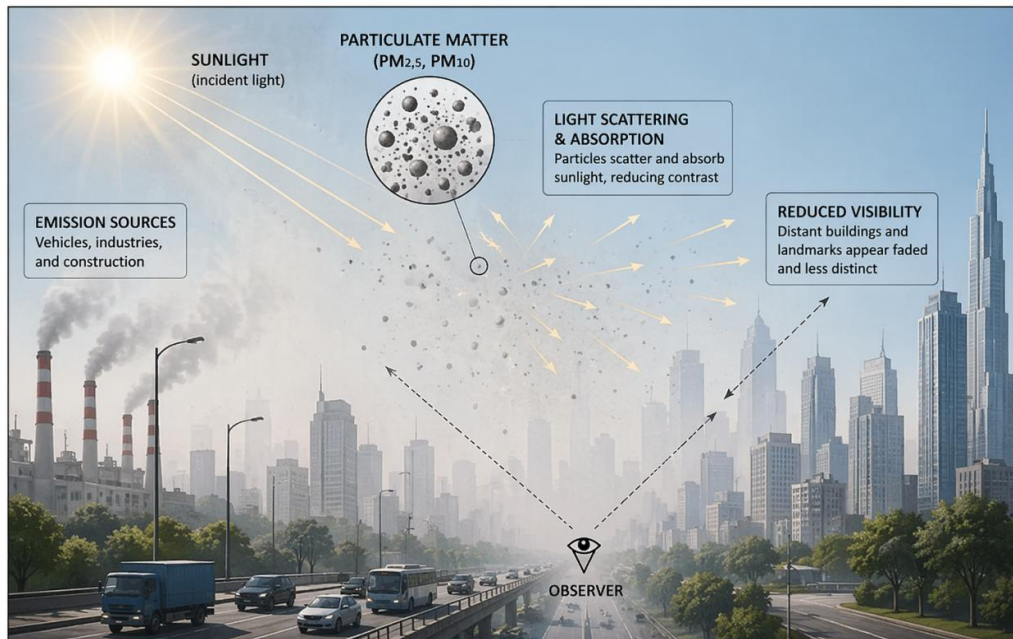 SUNLIGHT
(incident light)
PARTICULATE MATTER
(PM2,5, PM10)
LIGHT SCATTERING
& ABSORPTION
Particles scatter and absorb
sunlight, reducing contrast
EMISSION SOURCES
Vehicles, industries,
and construction
REDUCED VISIBILITY
Distant buildings and
landmarks appear faded
and less distinct
OBSERVER